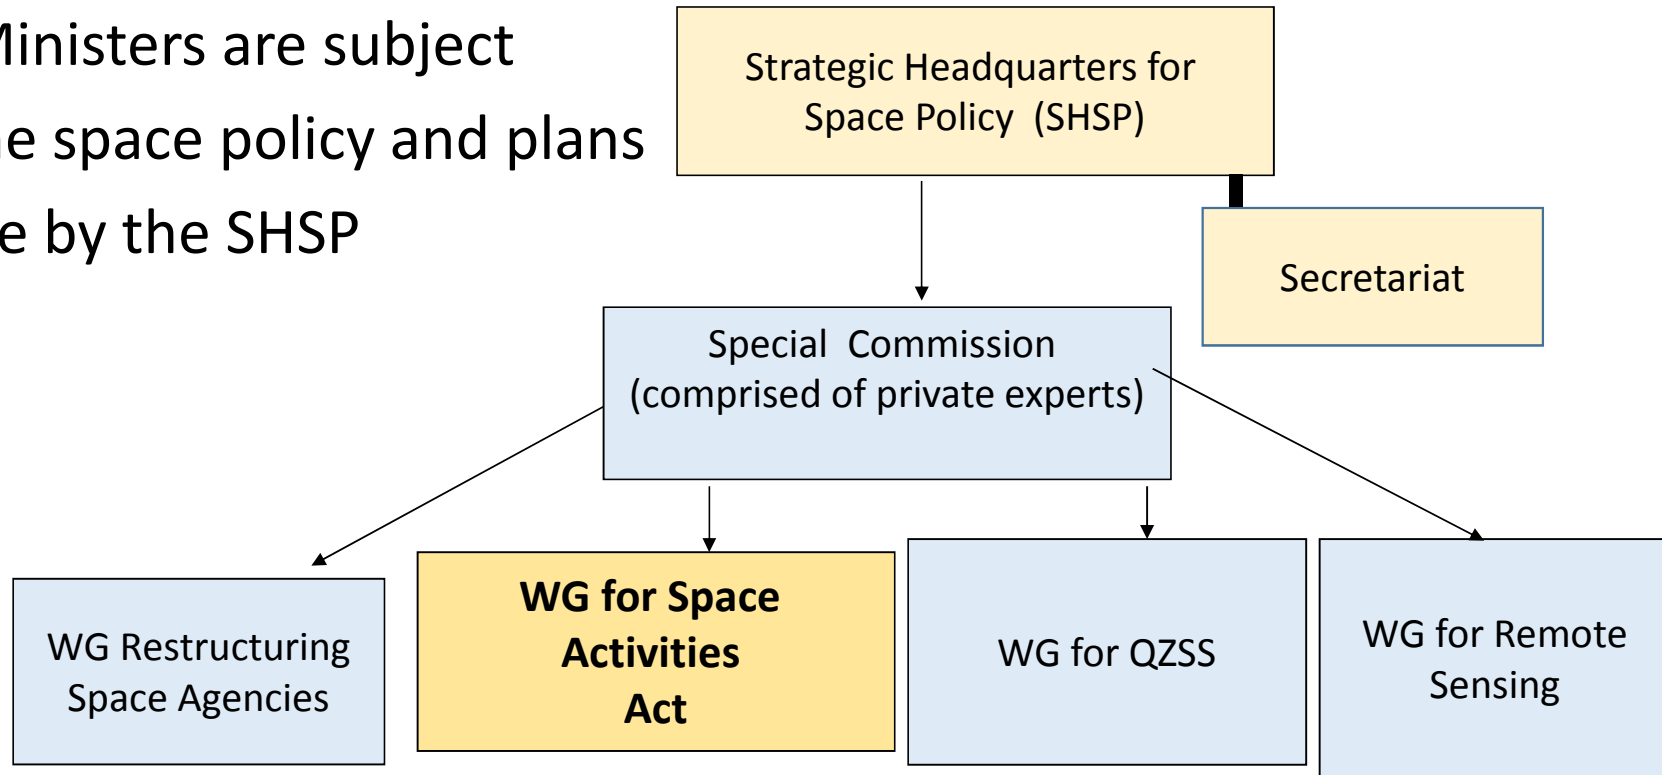 Ministers are subject
e space policy and plans
e by the SHSP
Strategic Headquarters for
Space Policy (SHSP)
Secretariat
Special Commission
(comprised of private experts)
WG Restructuring
Space Agencies
WG for Space
Activities
Act
WG for QZSS
WG for Remote
Sensing